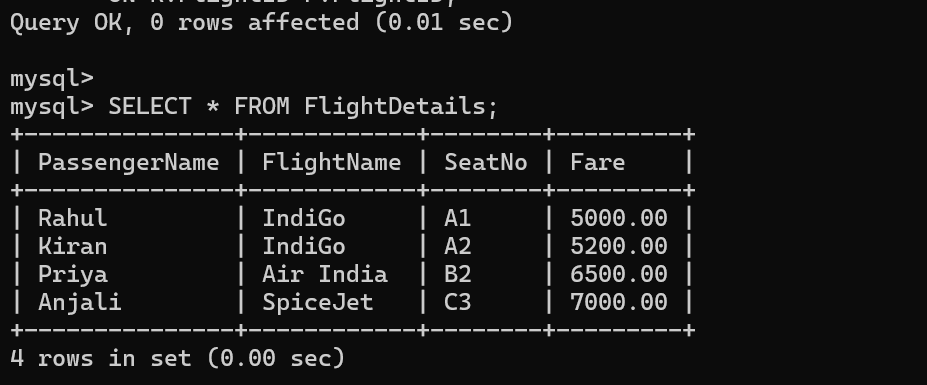 Query OK, 0 rows affected (0.01 sec)
mysql>
mysql> SELECT * FROM FlightDetails;
+---------------+------------+--------+---------+
| PassengerName | FlightName | SeatNo | Fare    |
+---------------+------------+--------+---------+
| Rahul         | IndiGo     | A1     | 5000.00 |
| Kiran         | IndiGo     | A2     | 5200.00 |
| Priya         | Air India  | B2     | 6500.00 |
| Anjali        | SpiceJet   | C3     | 7000.00 |
+---------------+------------+--------+---------+
4 rows in set (0.00 sec)